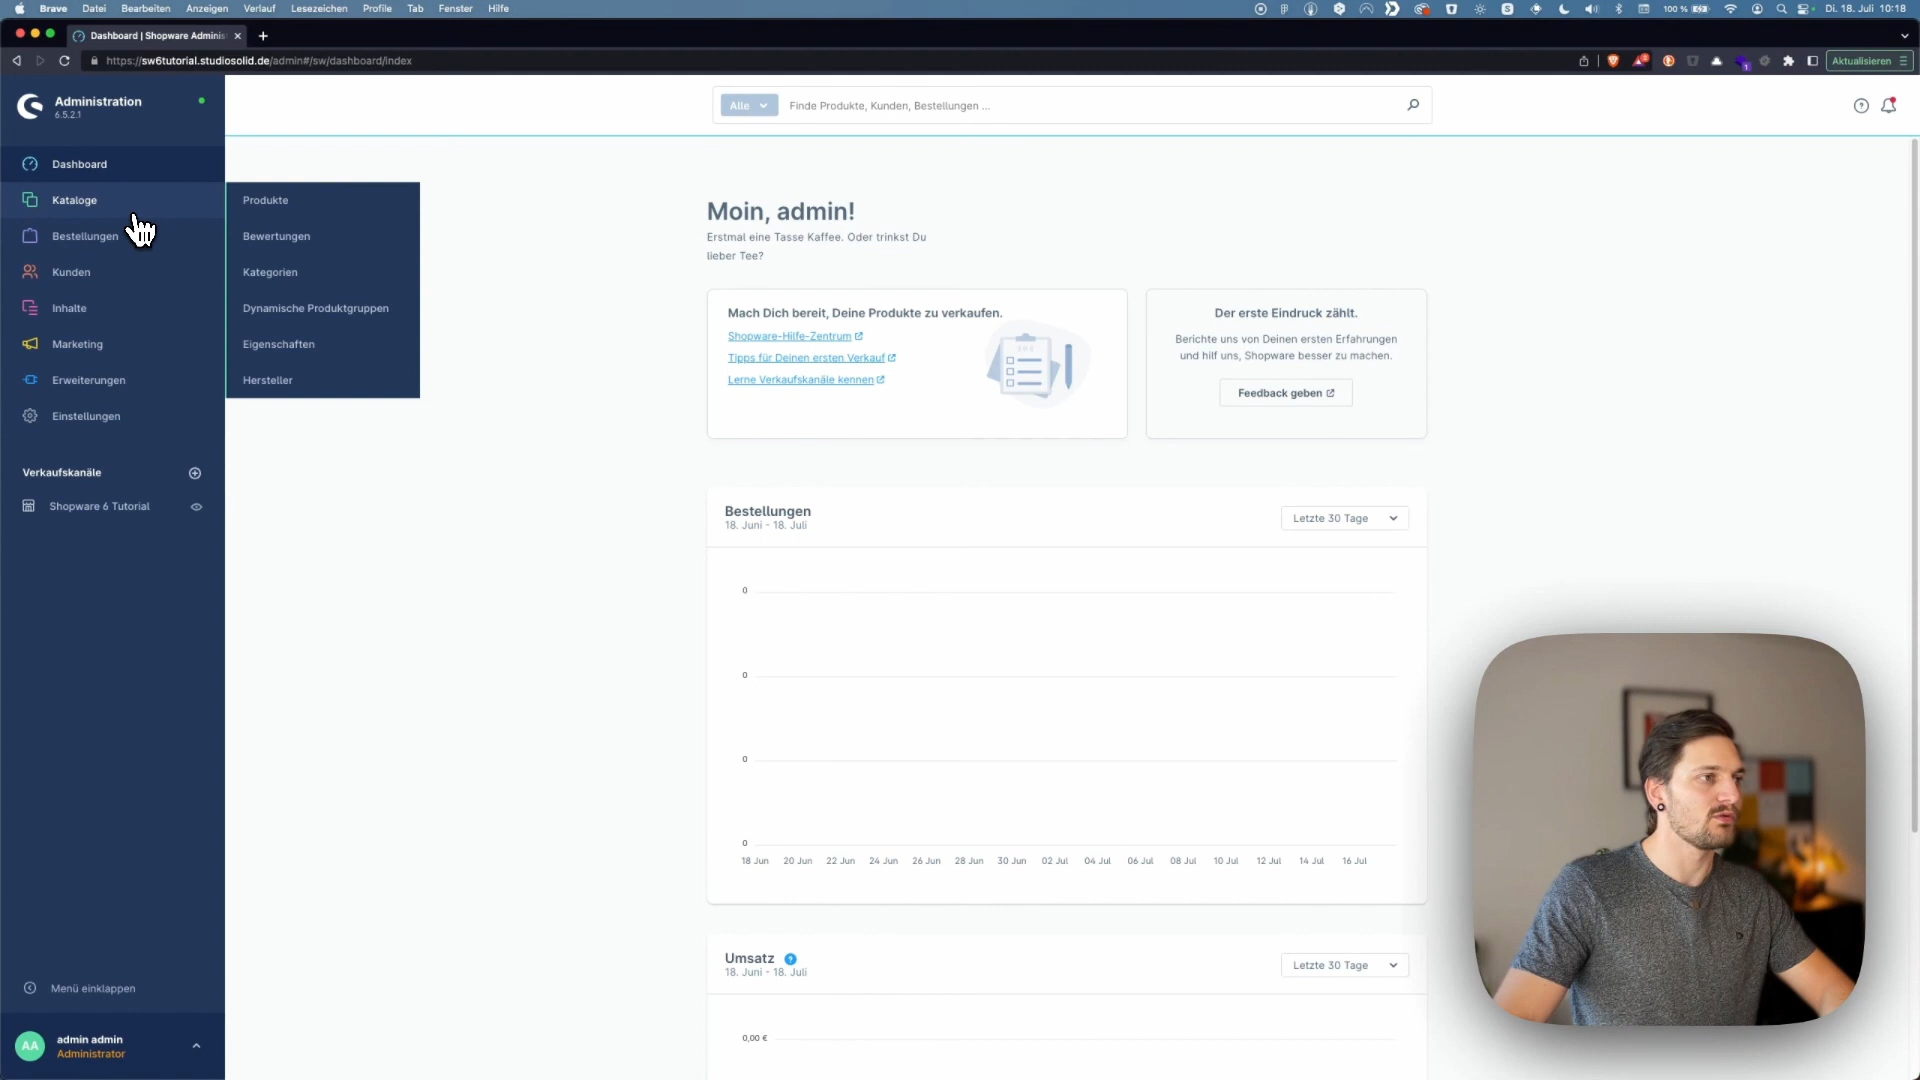 Brave Datei Bearbeiten Anzeigen Verlauf Lesezeichen Profile Tab Fenster Hilfe
100 % Di. 18. Juli 10:18
Dashboard | Shopware Adminis
https://sw6tutorial.studiosolid.de/admin#/sw/dashboard/index
Aktualisieren
Administration
6.5.2.1
Alle
Finde Produkte, Kunden, Bestellungen ...
Dashboard
Kataloge
Bestellungen
Kunden
Inhalte
Marketing
Erweiterungen
Einstellungen
Verkaufskanäle
Shopware 6 Tutorial
Menü einklappen
AA
admin admin
Administrator
Produkte
Bewertungen
Kategorien
Dynamische Produktgruppen
Eigenschaften
Hersteller
Moin, admin!
Erstmal eine Tasse Kaffee. Oder trinkst Du
lieber Tee?
Mach Dich bereit, Deine Produkte zu verkaufen.
Shopware-Hilfe-Zentrum
Tipps für Deinen ersten Verkauf
Lerne Verkaufskanäle kennen
Der erste Eindruck zählt.
Berichte uns von Deinen ersten Erfahrungen
und hilf uns, Shopware besser zu machen.
Feedback geben
Bestellungen
18. Juni - 18. Juli
Letzte 30 Tage
0
0
0
0
18 Jun 20 Jun 22 Jun 24 Jun 26 Jun 28 Jun 30 Jun 02 Jul 04 Jul 06 Jul 08 Jul 10 Jul 12 Jul 14 Jul 16 Jul
Umsatz
18. Juni - 18. Juli
Letzte 30 Tage
0,00 €